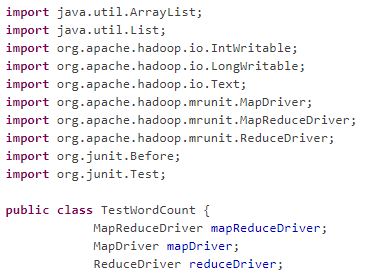 import java.util.ArrayList;
import java.util.List;
import org.apache.hadoop.io.IntWritable;
import org.apache.hadoop.io.LongWritable;
import org.apache.hadoop.io.Text;
import org.apache.hadoop.mrunit.MapDriver;
import org.apache.hadoop.mrunit.MapReduceDriver;
import org.apache.hadoop.mrunit.ReduceDriver;
import org.junit.Before;
import org.junit.Test;
public class TestWordCount {
MapReduceDriver mapReduceDriver;
MapDriver mapDriver;
ReduceDriver reduceDriver;